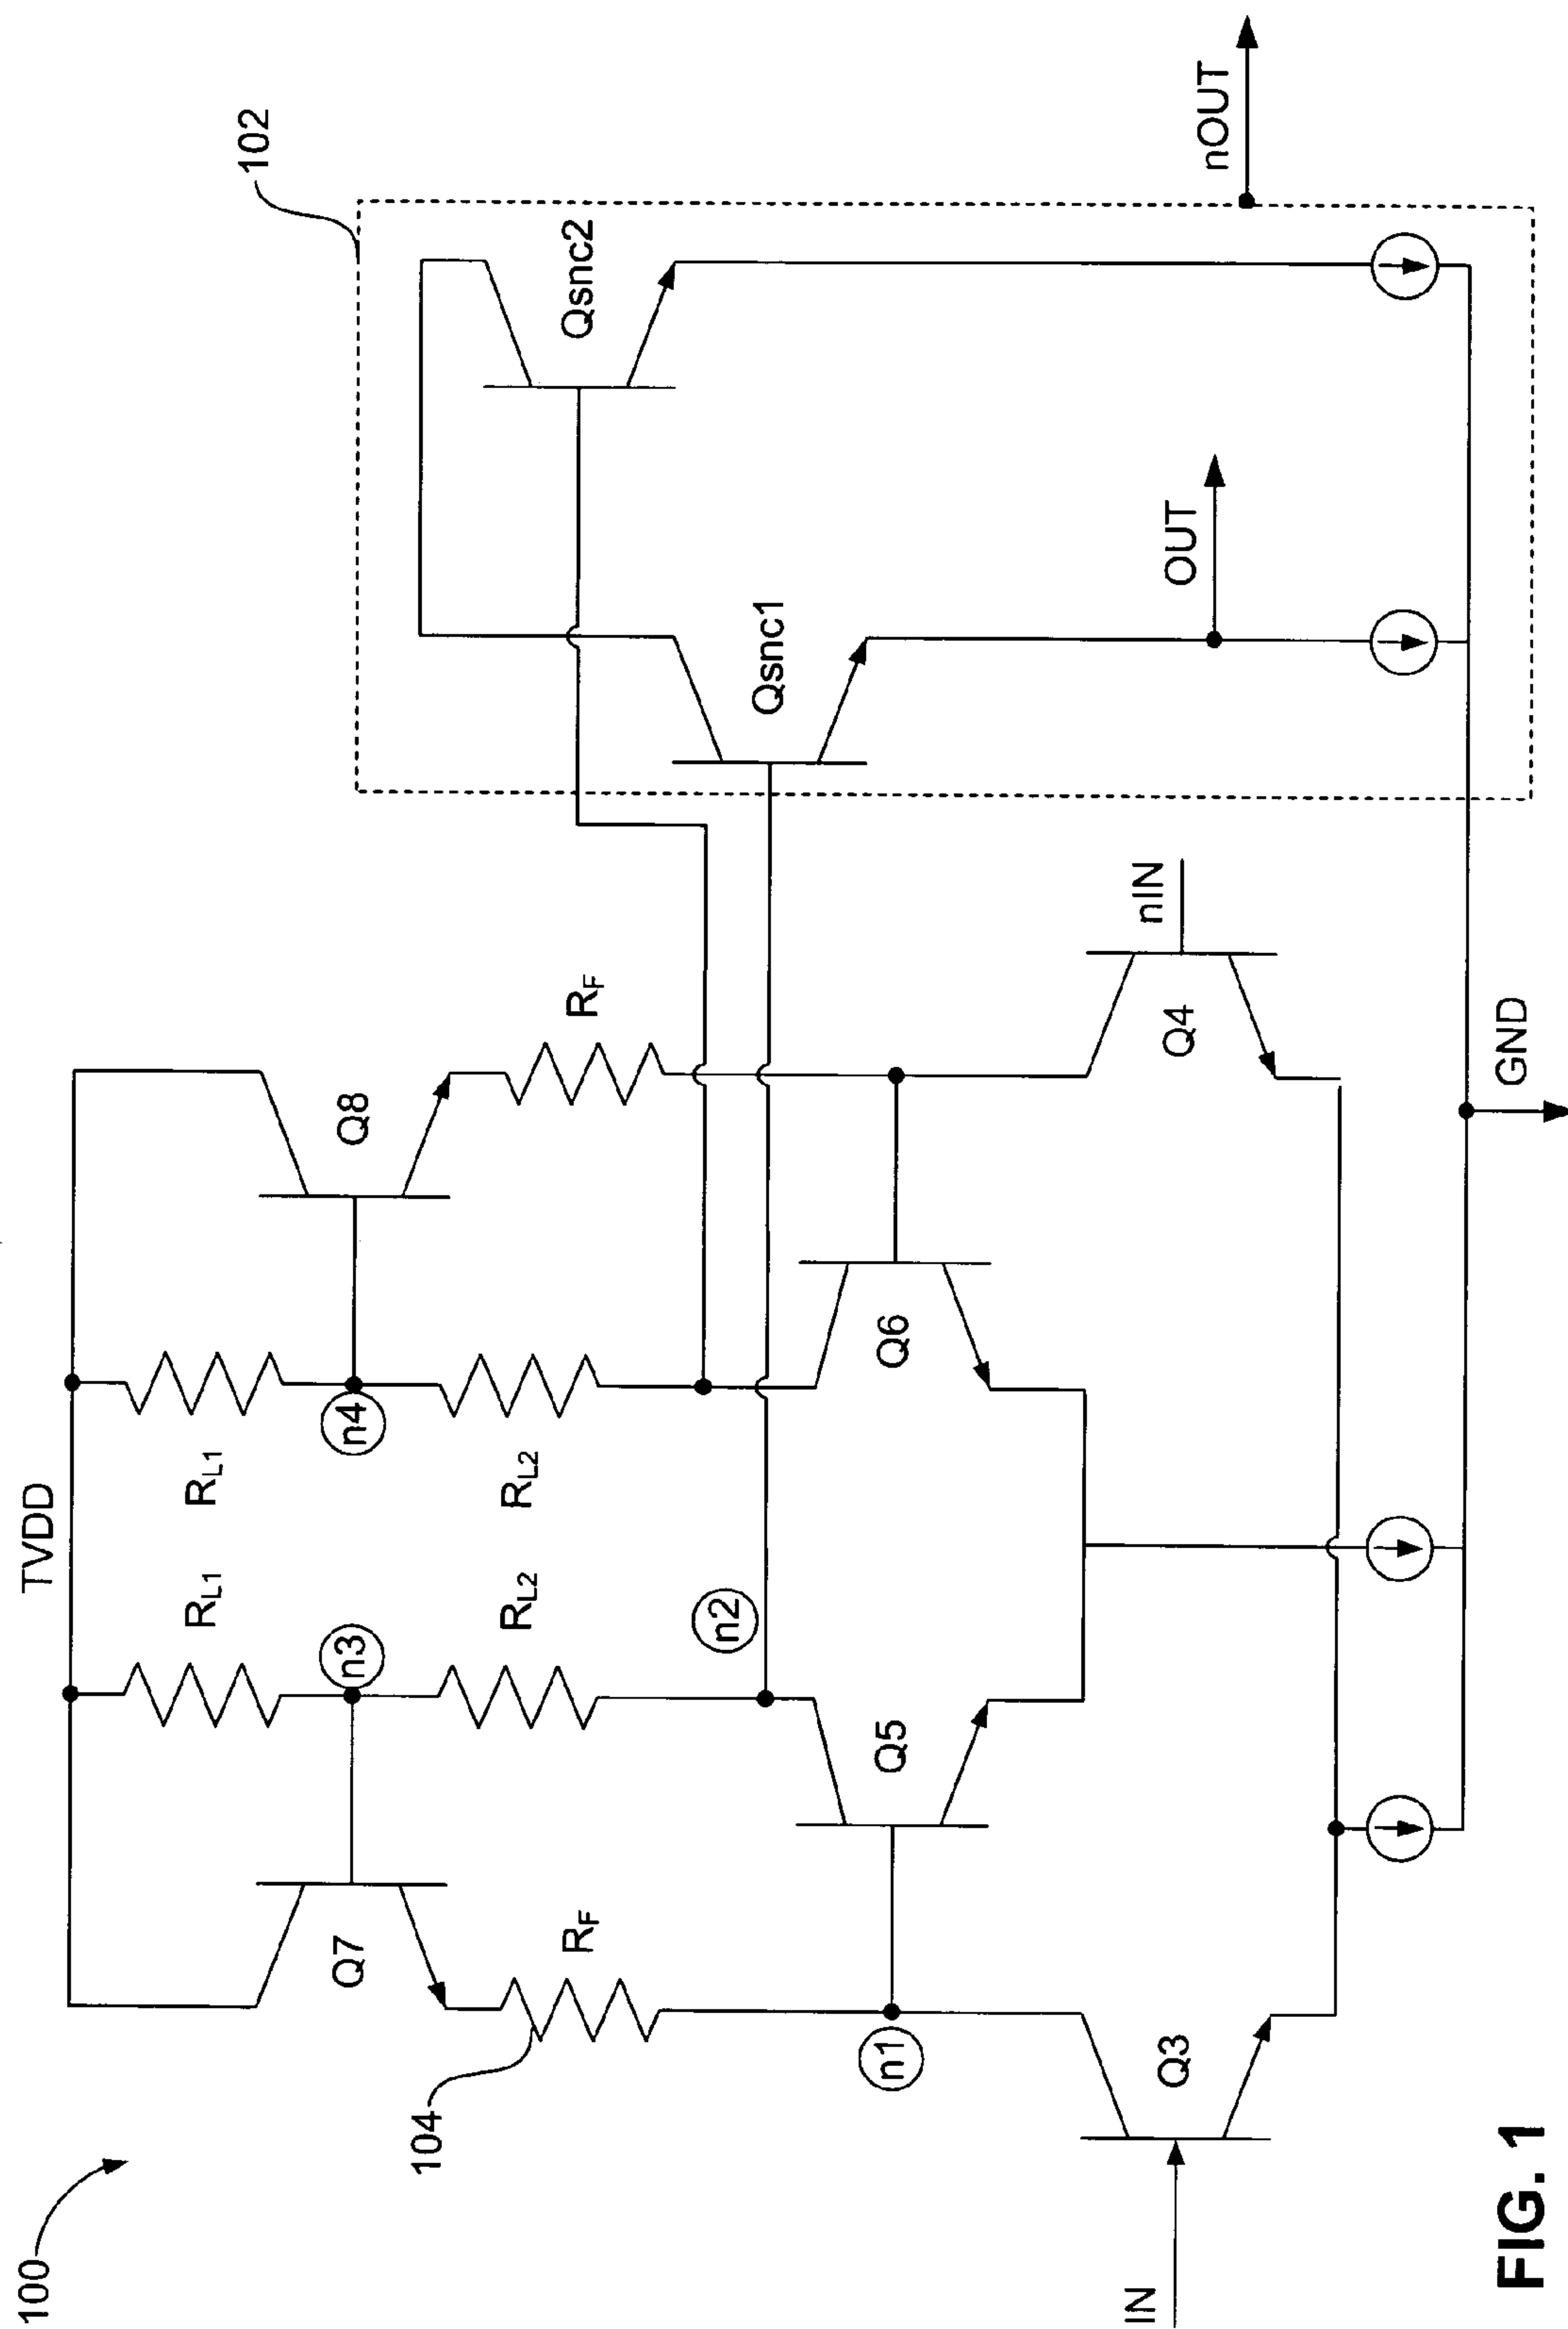 100
TVDD
102
RL1
RL1
n3
n4
Q7
Q8
Qsnc2
104
RF
RL2
RL2
RF
n2
Qsnc1
n1
Q5
Q6
IN
Q3
Q4
nIN
OUT
nOUT
GND
FIG. 1